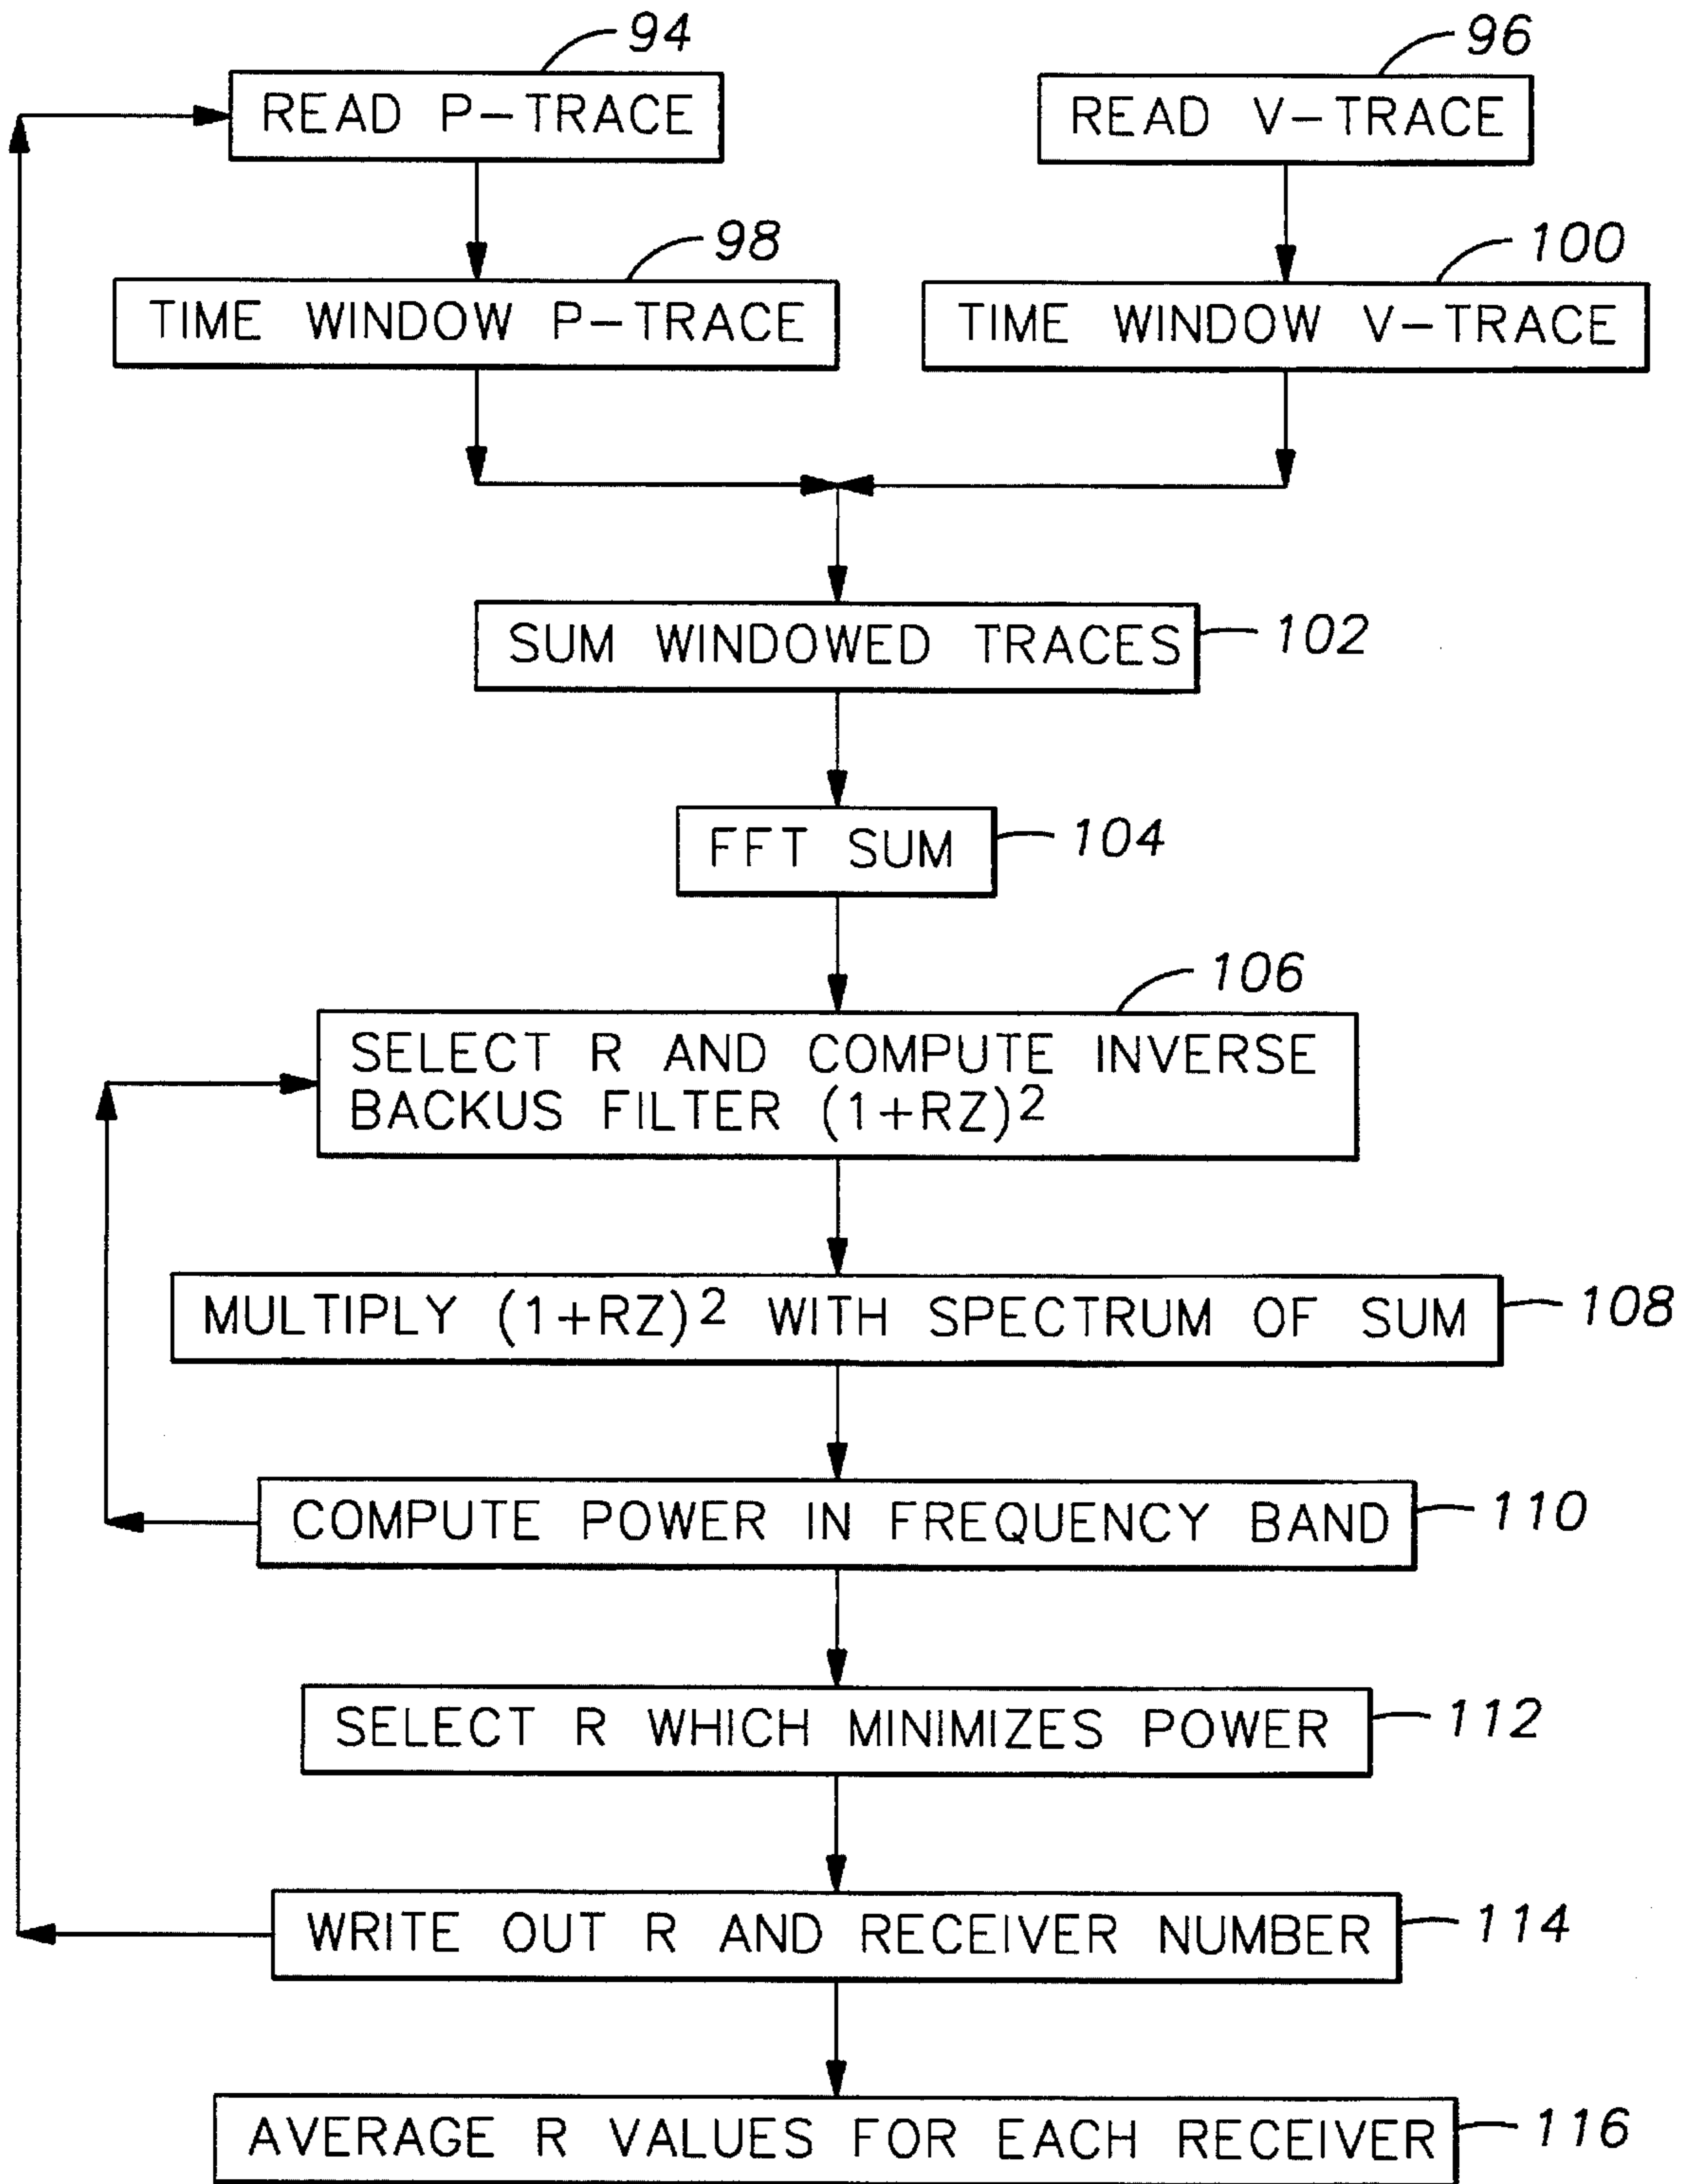 94
96
READ P-TRACE
READ V-TRACE
98
100
TIME WINDOW P-TRACE
TIME WINDOW V-TRACE
SUM WINDOWED TRACES
102
FFT SUM
104
106
SELECT R AND COMPUTE INVERSE
BACKUS FILTER (1+RZ)²
MULTIPLY (1+RZ)² WITH SPECTRUM OF SUM
108
COMPUTE POWER IN FREQUENCY BAND
110
SELECT R WHICH MINIMIZES POWER
112
WRITE OUT R AND RECEIVER NUMBER
114
AVERAGE R VALUES FOR EACH RECEIVER
116